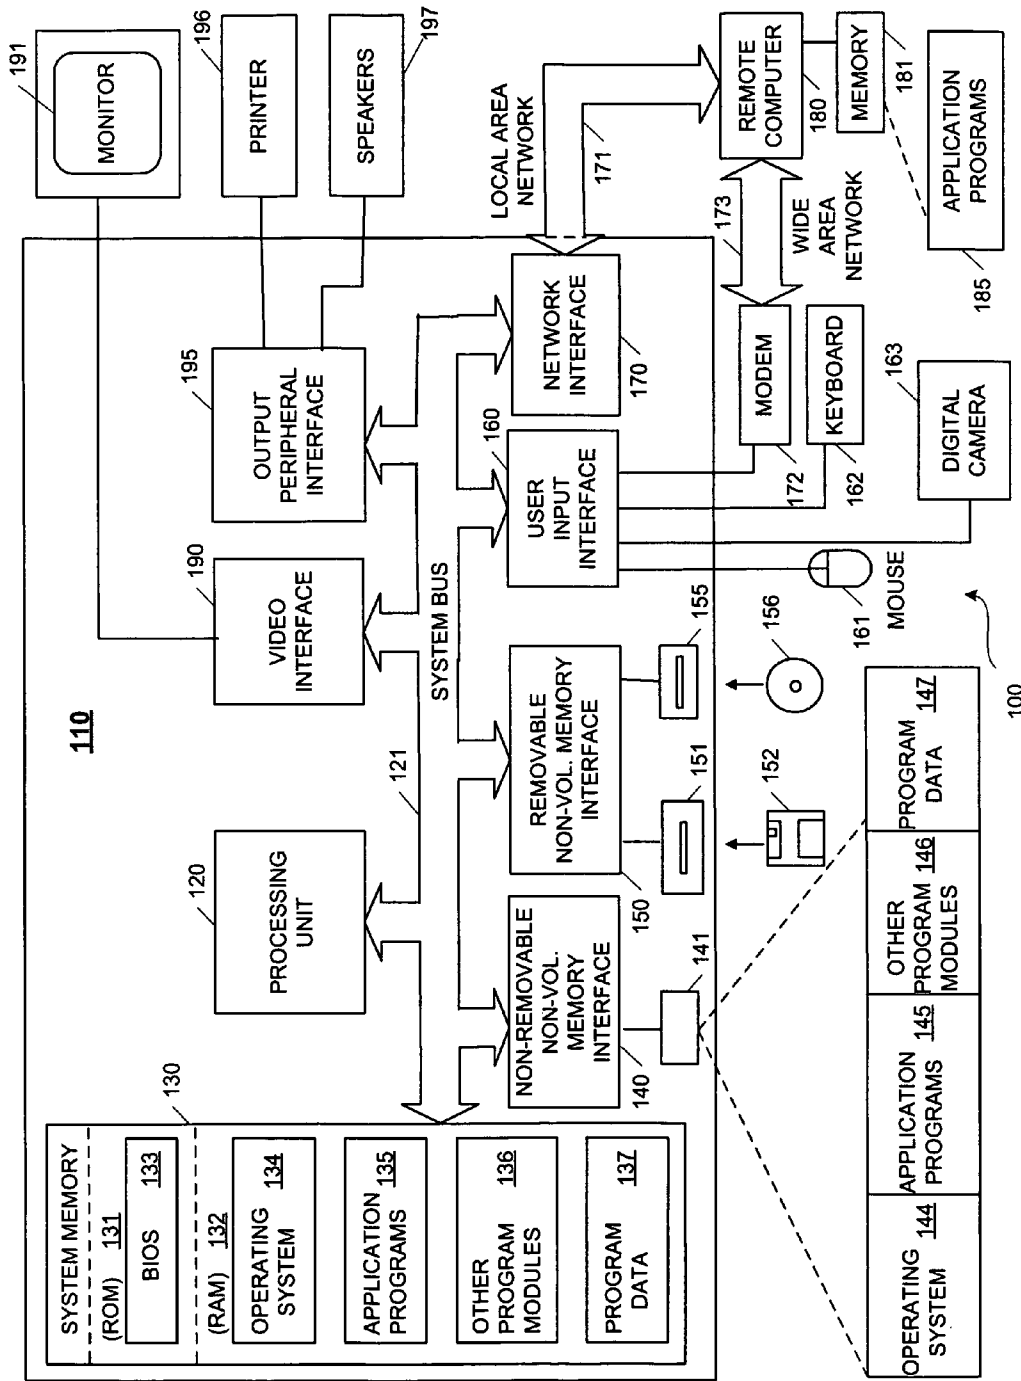 110
SYSTEM MEMORY
(ROM) 131
BIOS 133
(RAM) 132
OPERATING
SYSTEM 134
APPLICATION
PROGRAMS 135
OTHER
PROGRAM
MODULES 136
PROGRAM
DATA 137
130
PROCESSING
UNIT
120
121
VIDEO
INTERFACE
190
OUTPUT
PERIPHERAL
INTERFACE
195
MONITOR
191
PRINTER
196
SPEAKERS
197
SYSTEM BUS
NON-REMOVABLE
NON-VOL.
MEMORY
INTERFACE
140
141
REMOVABLE
NON-VOL. MEMORY
INTERFACE
150
151
152
155
156
USER
INPUT
INTERFACE
160
NETWORK
INTERFACE
170
LOCAL AREA
NETWORK
171
173
WIDE
AREA
NETWORK
MODEM
172
KEYBOARD
162
MOUSE
161
DIGITAL
CAMERA
163
REMOTE
COMPUTER
180
MEMORY
181
APPLICATION
PROGRAMS
185
OPERATING
SYSTEM 144
APPLICATION
PROGRAMS 145
OTHER
PROGRAM
MODULES 146
PROGRAM
DATA 147
100